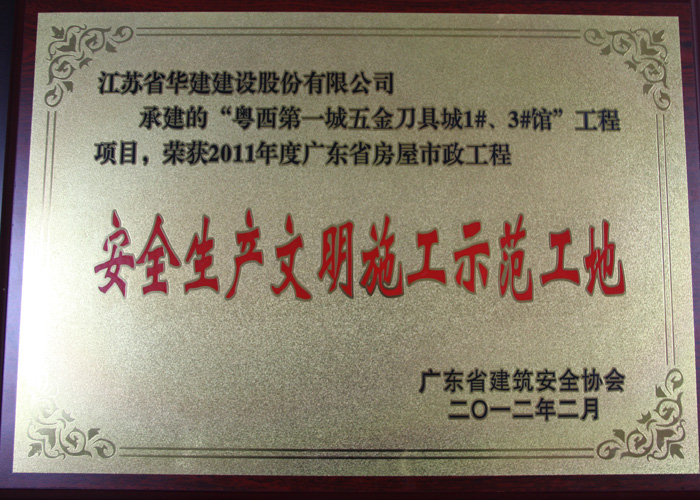 江苏省华建建设股份有限公司
承建的“粤西第一城五金刀具城1#、3#馆”工程
项目，荣获2011年度广东省房屋市政工程
安全生产文明施工示范工地
广东省建筑安全协会
二〇一二年二月